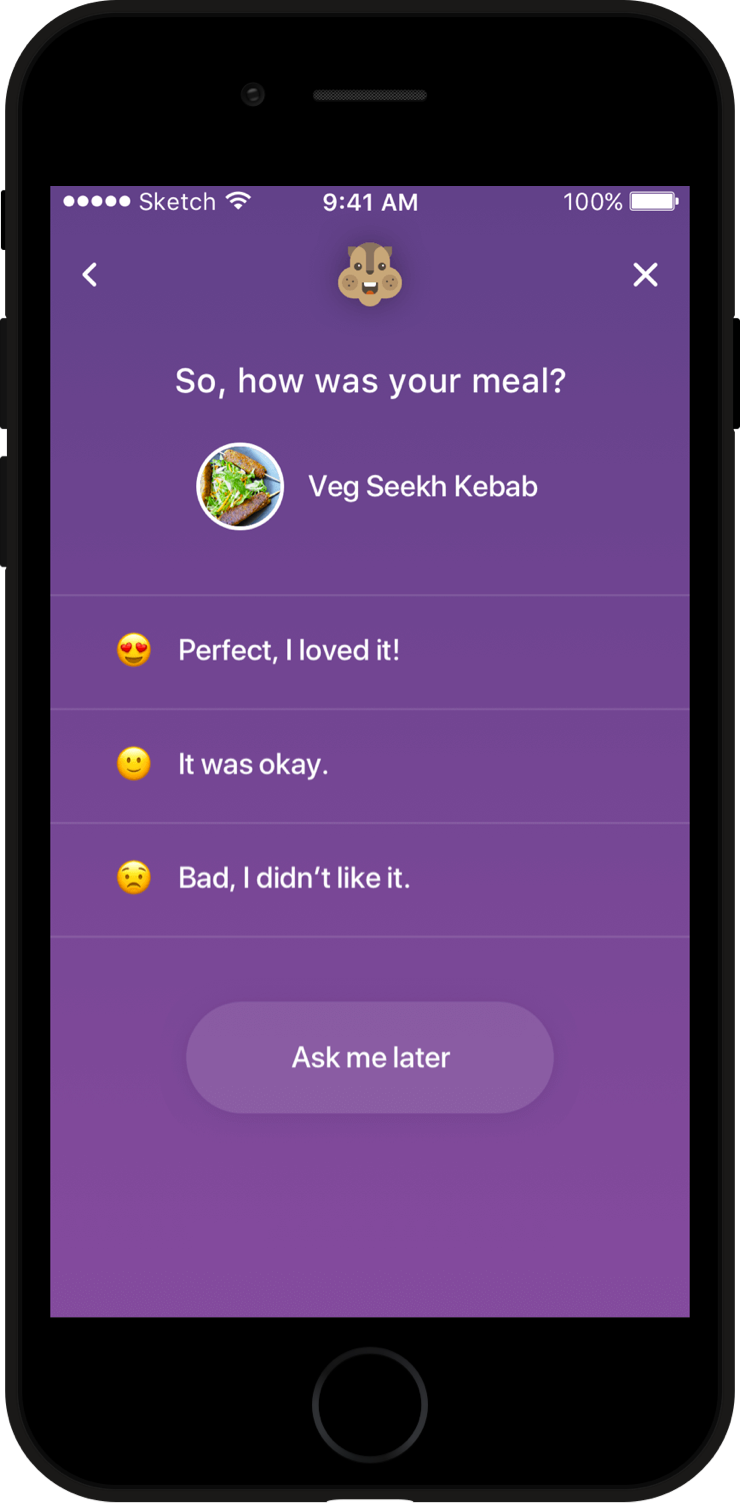 Sketch 9:41 AM 100%
So, how was your meal?
Veg Seekh Kebab
Perfect, I loved it!
It was okay.
Bad, I didn’t like it.
Ask me later